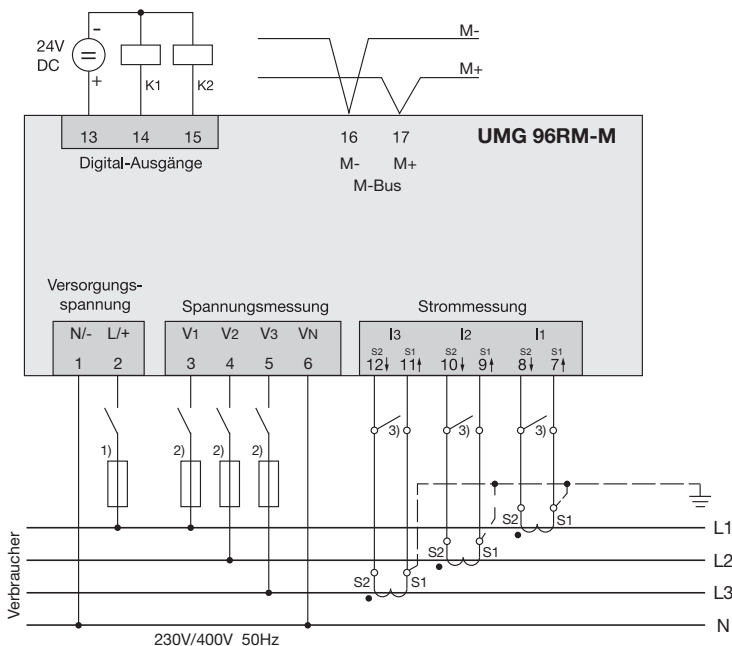 -
24V
DC
+
K1
K2
M-
M+
13 14 15
Digital-Ausgänge
16 17
M- M+
M-Bus
UMG 96RM-M
Versorgungs-
spannung
Spannungsmessung
Strommessung
N/- L/+
1 2
V1 V2 V3 VN
3 4 5 6
I3 I2 I1
S2 S1 S2 S1 S2 S1
12 11 10 9 8 7
1) 2) 2) 2)
3) 3) 3)
S2 S1
L1
S2 S1
L2
S2 S1
L3
N
Verbraucher
230V/400V 50Hz